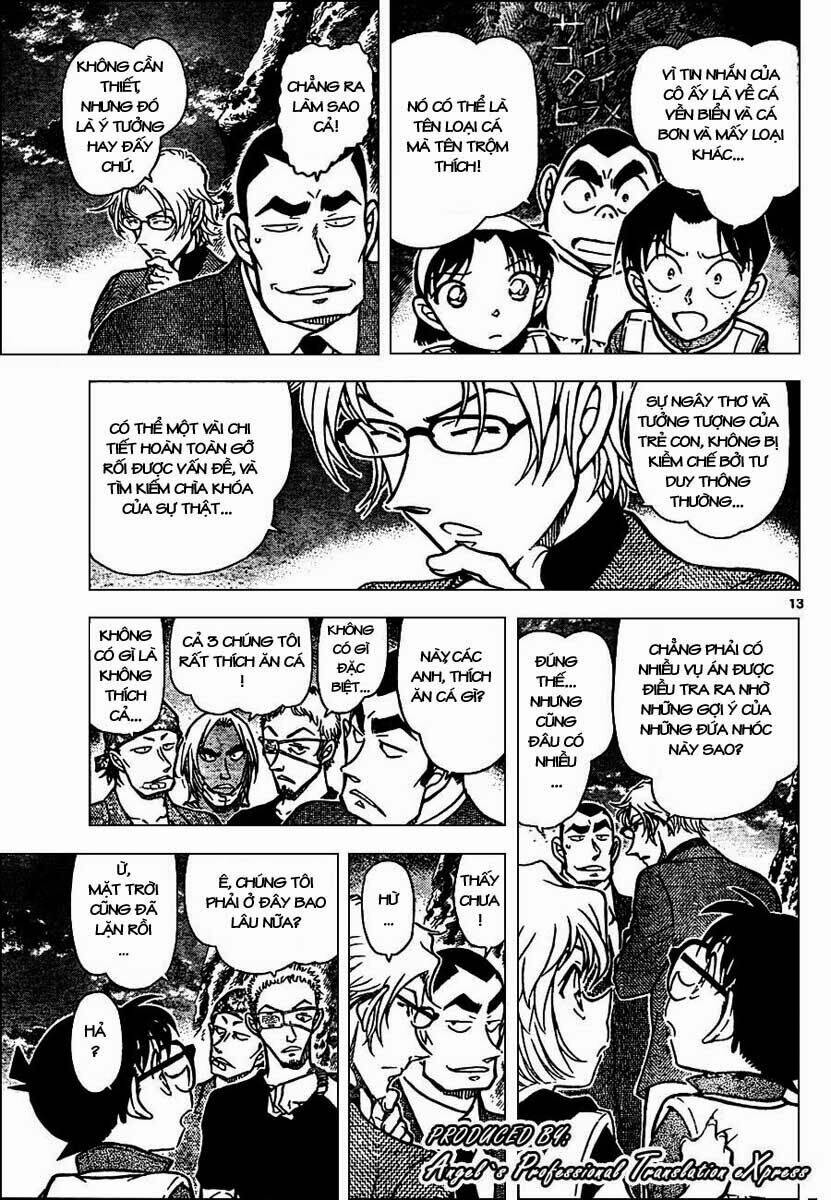 VÌ TIN NHẮN CỦA
CÔ ẤY LÀ VỀ CÁ
VỀN BIỂN VÀ CÁ
BƠN VÀ MẤY LOẠI
KHÁC...
NÓ CÓ THỂ LÀ
TÊN LOẠI CÁ
MÀ TÊN TRỘM
THÍCH!
CHẲNG RA
LÀM SAO
CẢ!
KHÔNG CẦN
THIẾT,
NHƯNG ĐÓ
LÀ Ý TƯỞNG
HAY ĐẤY
CHỨ.
SỰ NGÂY THƠ VÀ
TƯỞNG TƯỢNG CỦA
TRẺ CON, KHÔNG BỊ
KIỀM CHẾ BỞI TƯ
DUY THÔNG
THƯỜNG...
CÓ THỂ MỘT VÀI CHI
TIẾT HOÀN TOÀN GỠ
RỐI ĐƯỢC VẤN ĐỀ, VÀ
TÌM KIẾM CHÌA KHÓA
CỦA SỰ THẬT...
13
CHẲNG PHẢI CÓ
NHIỀU VỤ ÁN ĐƯỢC
ĐIỀU TRA RA NHỜ
NHỮNG GỢI Ý CỦA
NHỮNG ĐỨA NHÓC
NÀY SAO?
ĐÚNG
THẾ...
NHƯNG
CŨNG
ĐÂU CÓ
NHIỀU
...
NÀY, CÁC
ANH, THÍCH
ĂN CÁ GÌ?
KHÔNG
CÓ GÌ
ĐẶC
BIỆT...
CẢ 3 CHÚNG TÔI
RẤT THÍCH ĂN CÁ
!
KHÔNG
CÓ GÌ LÀ
KHÔNG
THÍCH
CẢ...
THẤY
CHƯA
!
HỪ
...
Ê, CHÚNG TÔI
PHẢI Ở ĐÂY BAO
LÂU NỮA?
Ừ,
MẶT TRỜI
CŨNG ĐÃ
LẶN RỒI
...
HẢ
?
PRODUCED BY:
Angel's Professional Translation eXpress